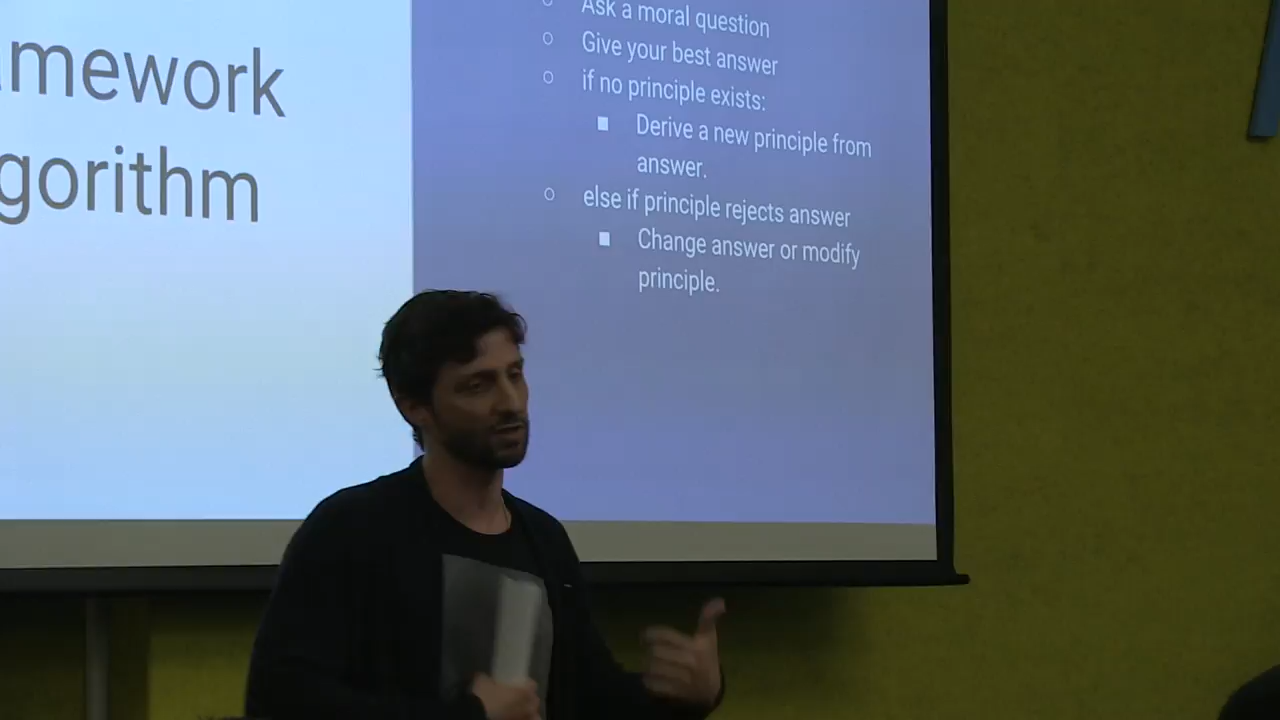 amework
gorithm
Ask a moral question
Give your best answer
if no principle exists:
Derive a new principle from
answer.
else if principle rejects answer
Change answer or modify
principle.